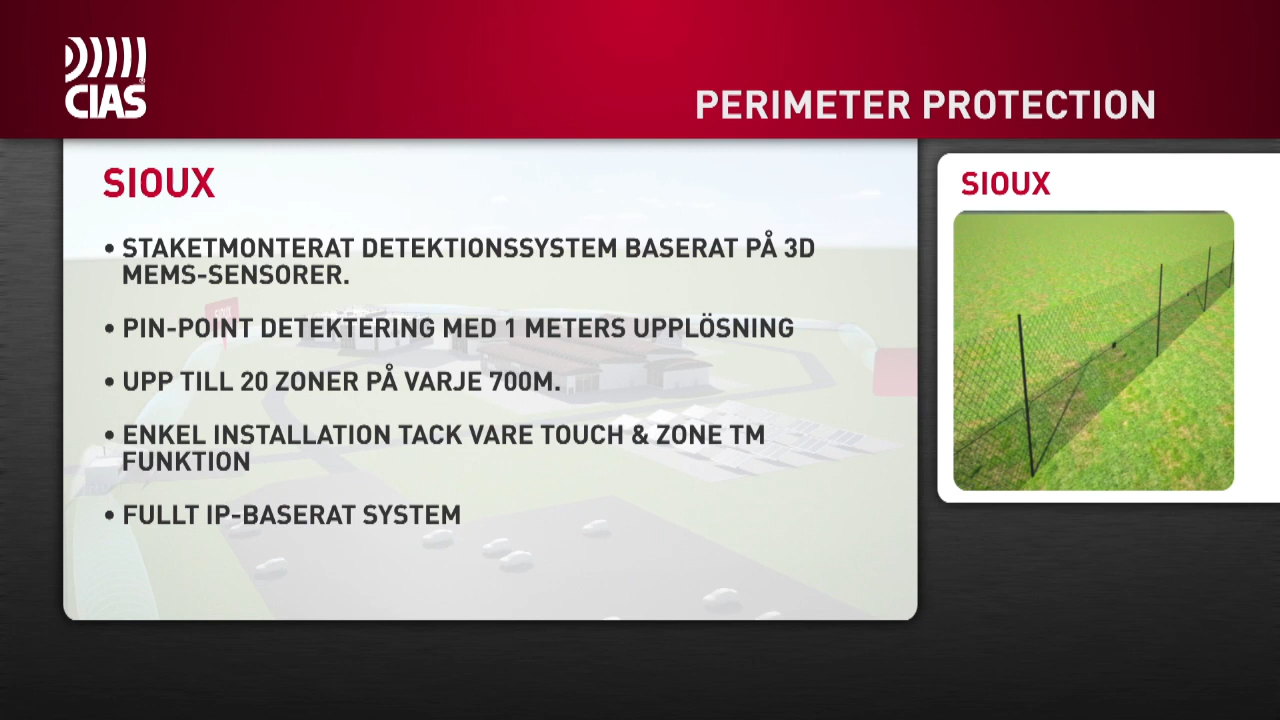 CIAS
PERIMETER PROTECTION
SIOUX
• STAKETMONTERAT DETEKTIONSSYSTEM BASERAT PÅ 3D
MEMS-SENSORER.
• PIN-POINT DETEKTERING MED 1 METERS UPPLÖSNING
• UPP TILL 20 ZONER PÅ VARJE 700M.
• ENKEL INSTALLATION TACK VARE TOUCH & ZONE TM
FUNKTION
• FULLT IP-BASERAT SYSTEM
SIOUX